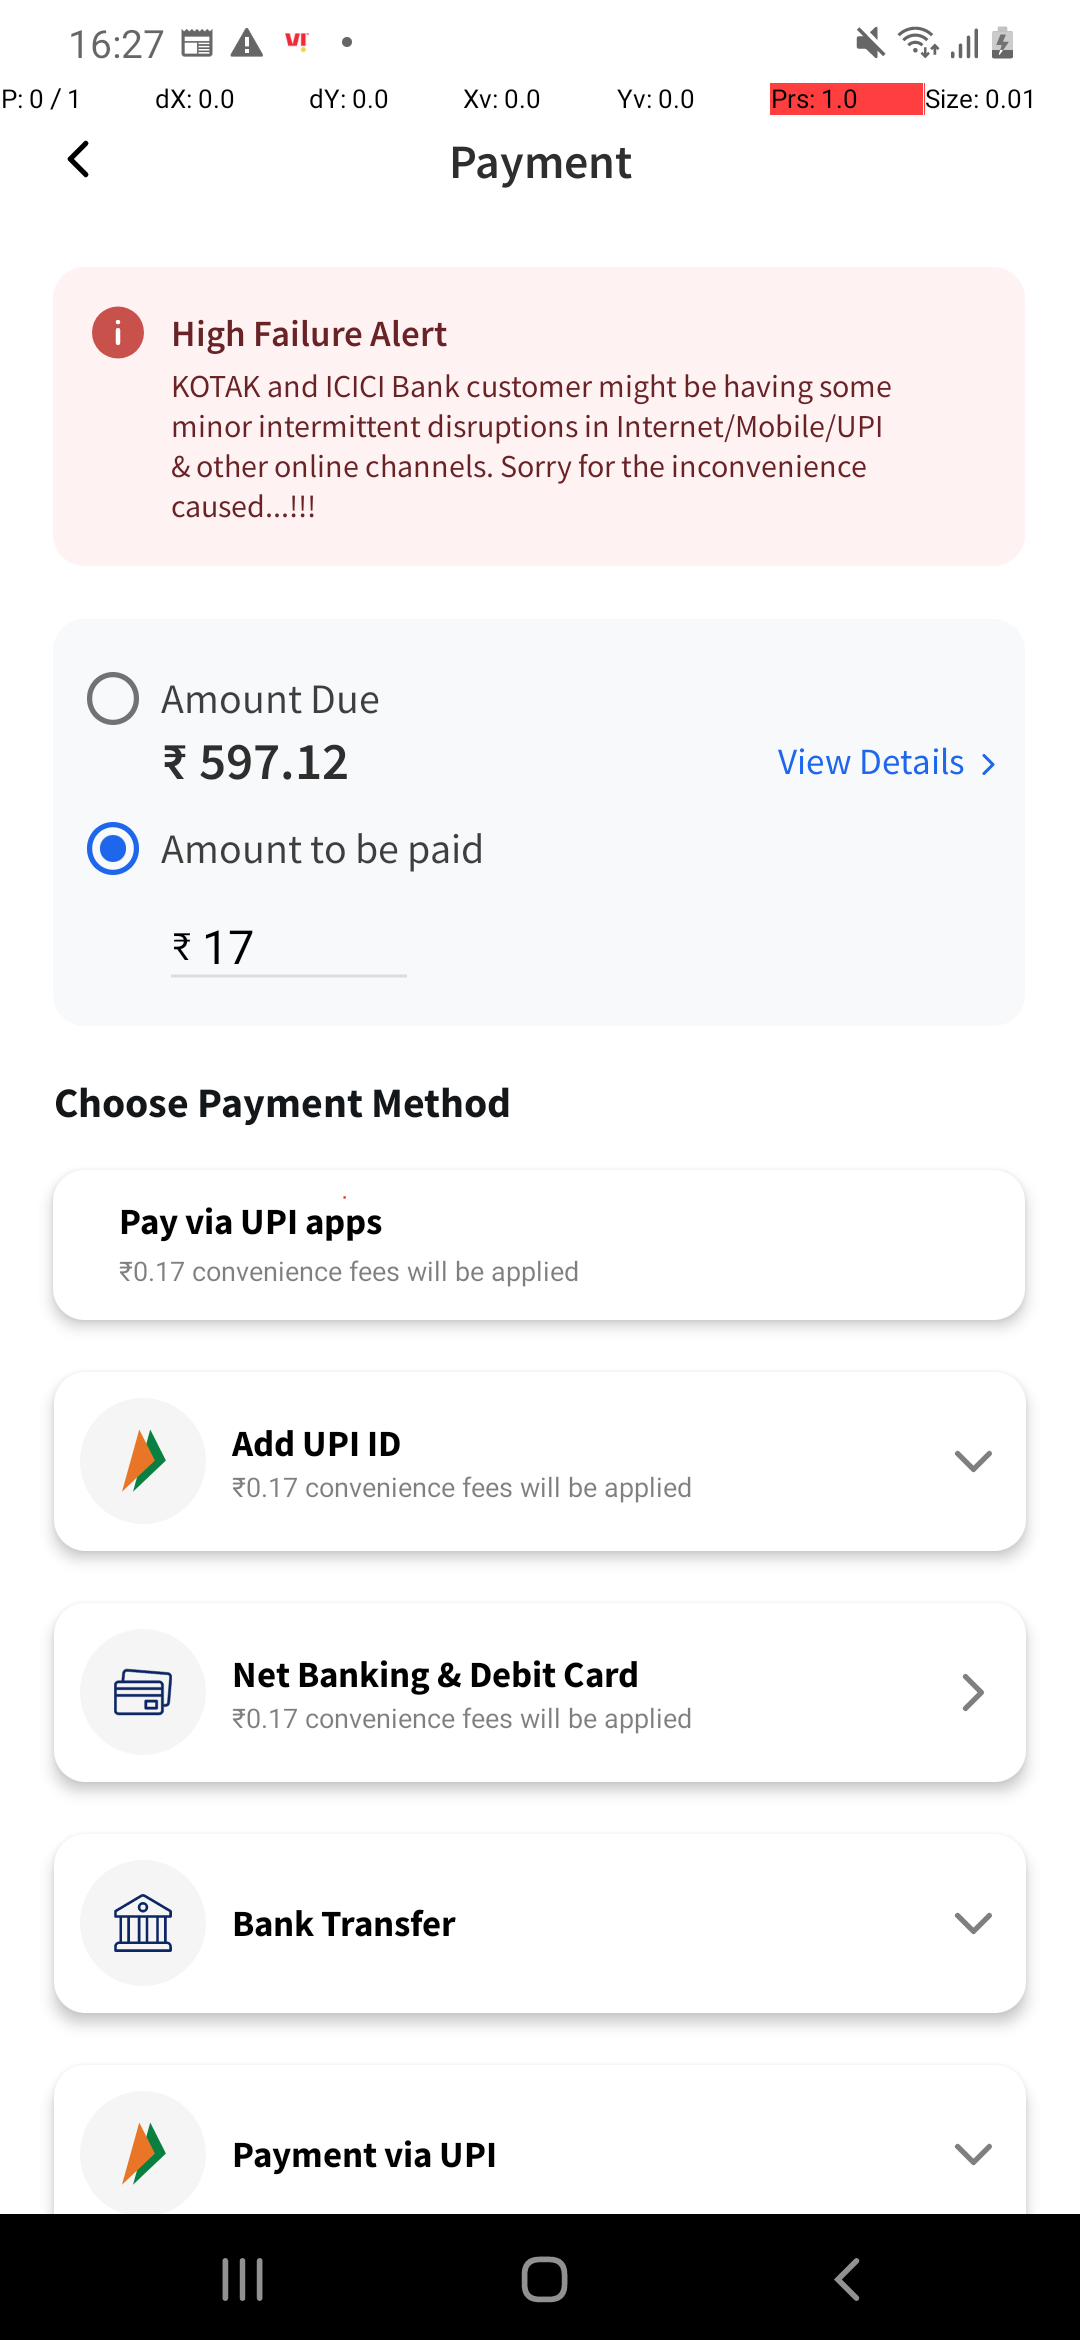 16:27 VI!
P: 0 / 1 dX: 0.0 dY: 0.0 Xv: 0.0 Yv: 0.0 Prs: 1.0 Size: 0.01
Payment
High Failure Alert
KOTAK and ICICI Bank customer might be having some
minor intermittent disruptions in Internet/Mobile/UPI
& other online channels. Sorry for the inconvenience
caused...!!!
Amount Due
₹ 597.12
View Details
Amount to be paid
₹ 17
Choose Payment Method
Pay via UPI apps
₹0.17 convenience fees will be applied
Add UPI ID
₹0.17 convenience fees will be applied
Net Banking & Debit Card
₹0.17 convenience fees will be applied
Bank Transfer
Payment via UPI